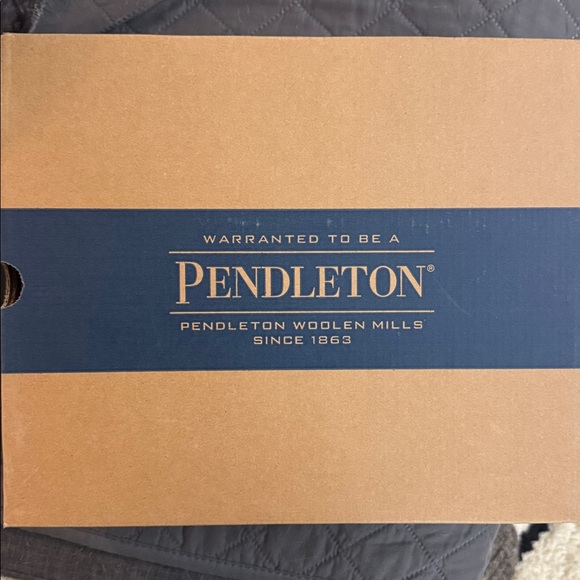 WARRANTED TO BE A
PENDLETON®
PENDLETON WOOLEN MILLS
SINCE 1863